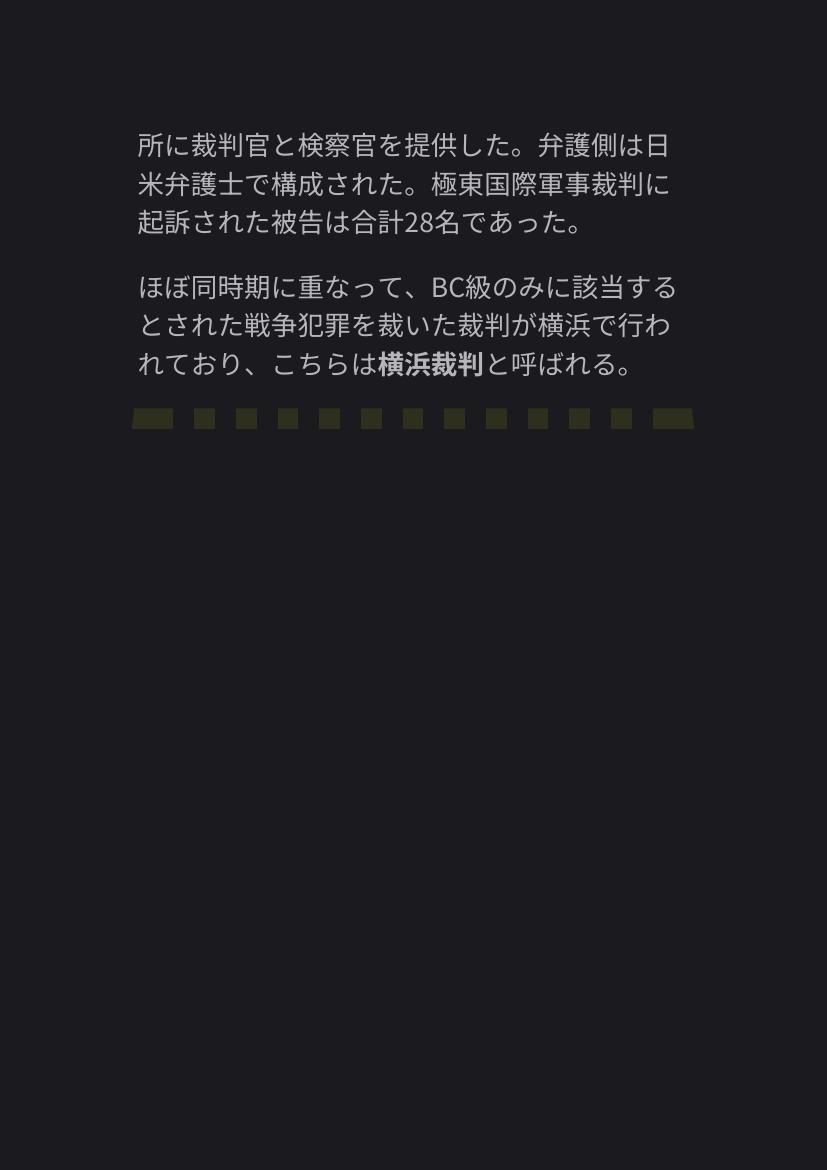 所に裁判官と検察官を提供した。弁護側は日
米弁護士で構成された。極東国際軍事裁判に
起訴された被告は合計28名であった。
ほぼ同時期に重なって、BC級のみに該当する
とされた戦争犯罪を裁いた裁判が横浜で行わ
れており、こちらは横浜裁判と呼ばれる。